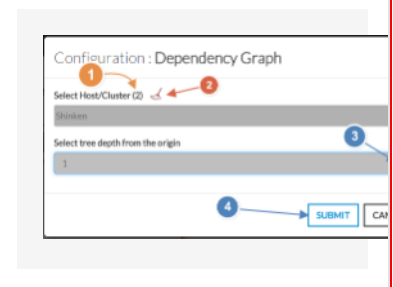 Configuration : Dependency Graph
1
Select Host/Cluster (2)
2
Shinken
Select tree depth from the origin
3
1
4
SUBMIT
CAN